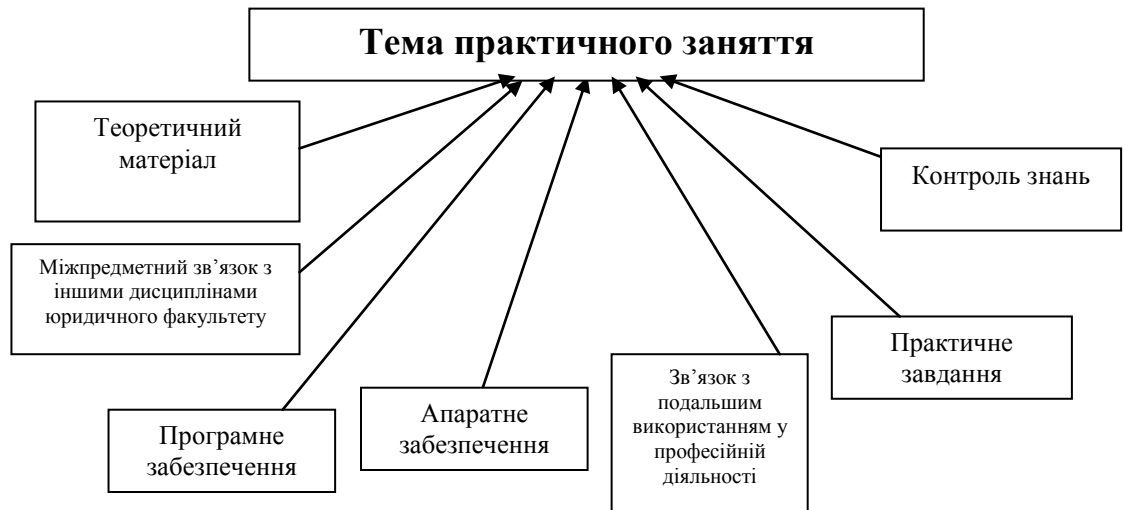 Тема практичного заняття
Теоретичний
матеріал
Контроль знань
Міжпредметний зв’язок з
іншими дисциплінами
юридичного факультету
Практичне
завдання
Зв’язок з
подальшим
використанням у
професійній
діяльності
Апаратне
забезпечення
Програмне
забезпечення